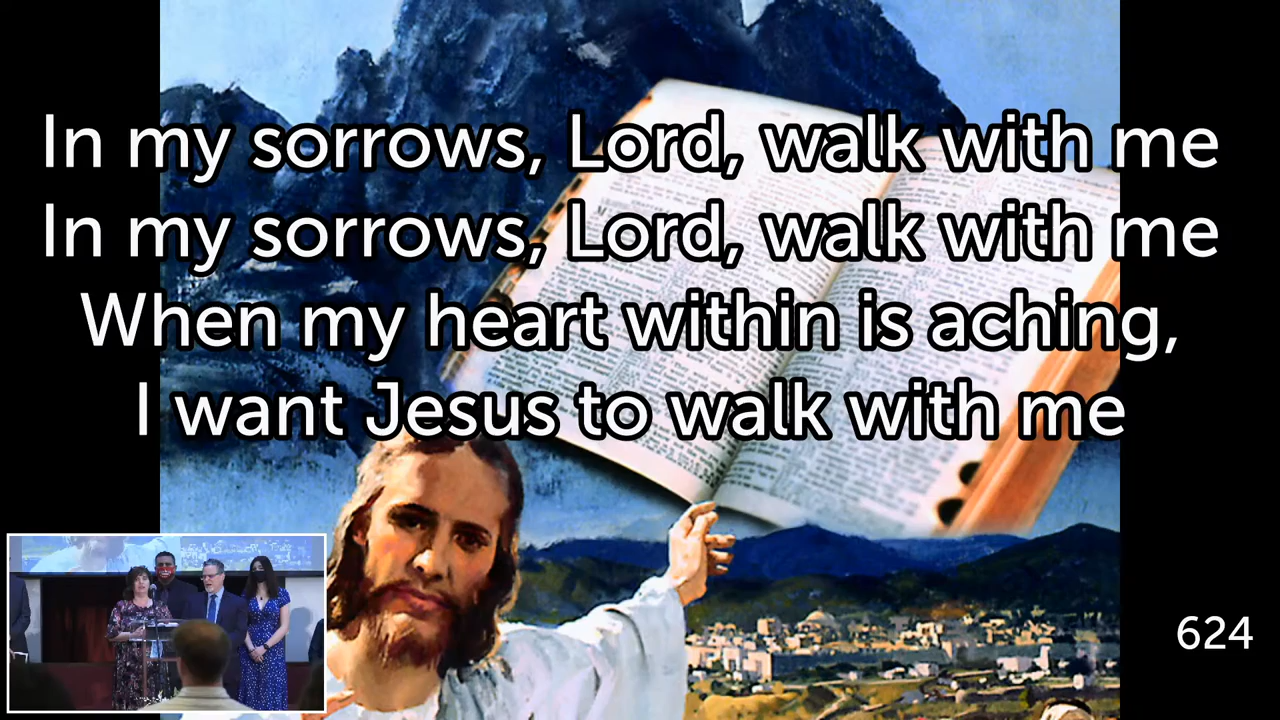 In my sorrows, Lord, walk with me
In my sorrows, Lord, walk with me
When my heart within is aching,
I want Jesus to walk with me
624